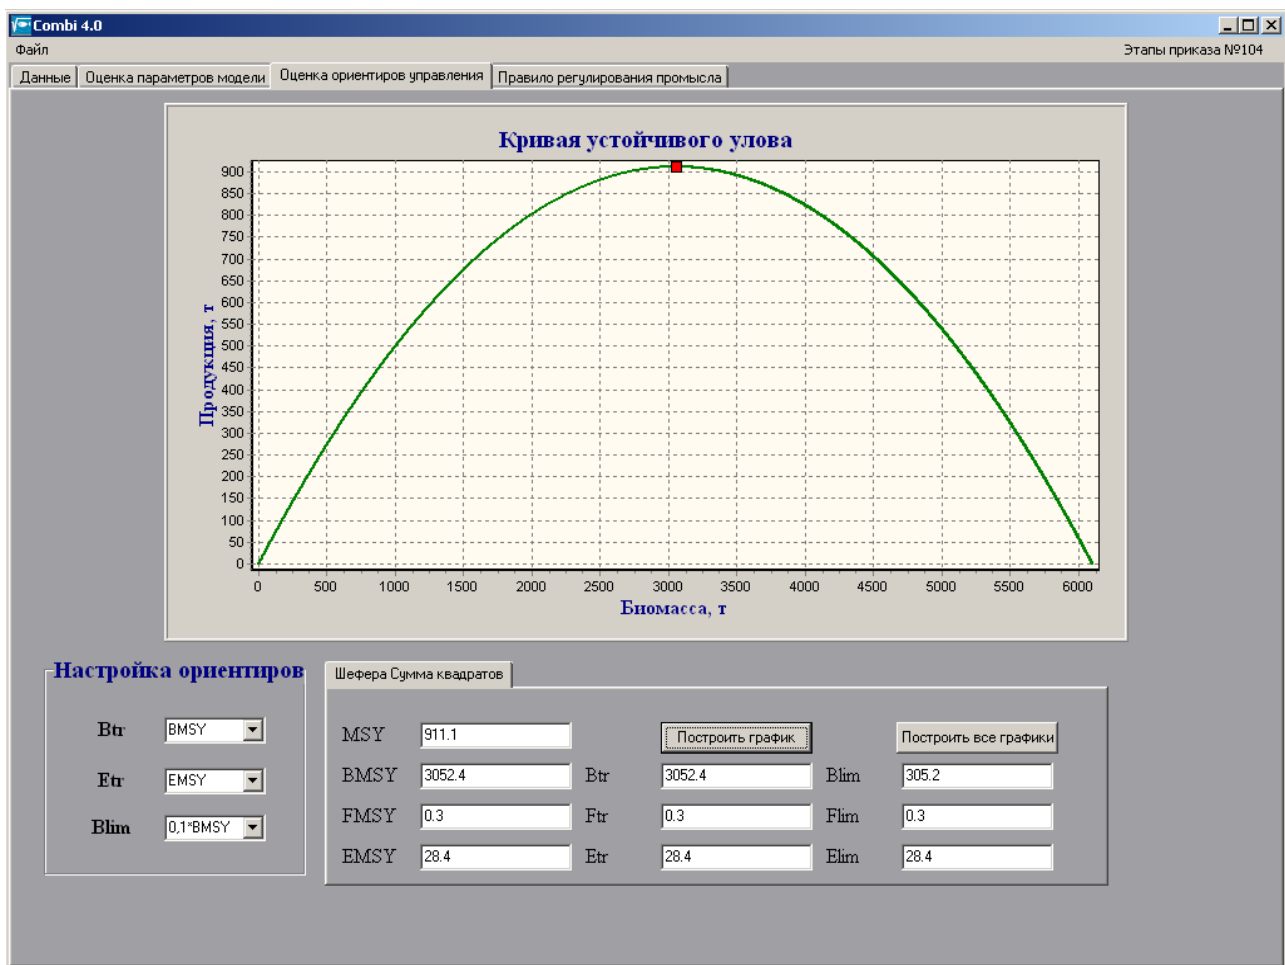 Combi 4.0
Файл Этапы приказа №104
Данные Оценка параметров модели Оценка ориентиров управления Правило регулирования промысла
Кривая устойчивого улова
Продукция, т
900
850
800
750
700
650
600
550
500
450
400
350
300
250
200
150
100
50
0
0 500 1000 1500 2000 2500 3000 3500 4000 4500 5000 5500 6000
Биомасса, т
Настройка ориентиров
Btr BMSY
Etr EMSY
Blim 0,1*BMSY
Шефера Сумма квадратов
MSY 911.1 Построить график Построить все графики
BMSY 3052.4 Btr 3052.4 Blim 305.2
FMSY 0.3 Ftr 0.3 Flim 0.3
EMSY 28.4 Etr 28.4 Elim 28.4